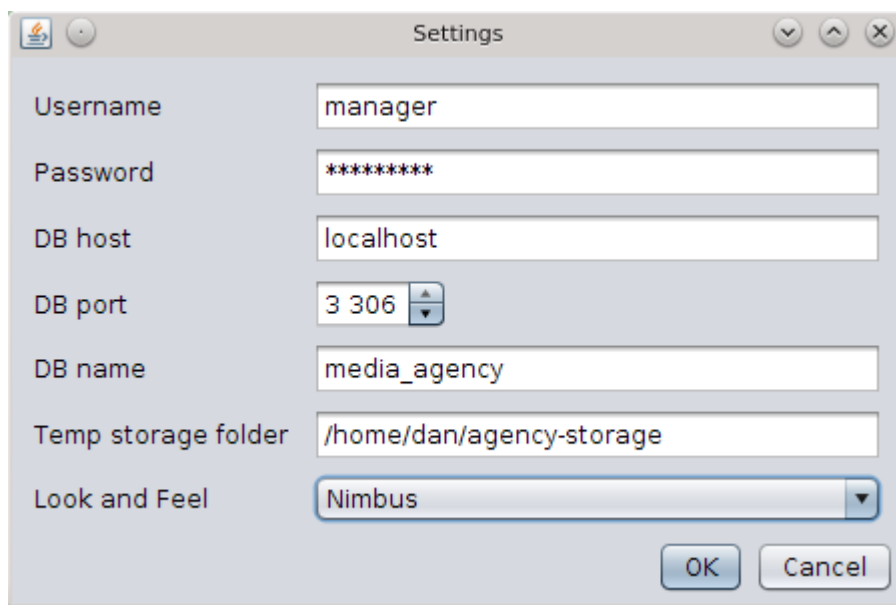 Settings
Username manager
Password *********
DB host localhost
DB port 3 306
DB name media_agency
Temp storage folder /home/dan/agency-storage
Look and Feel Nimbus
OK Cancel